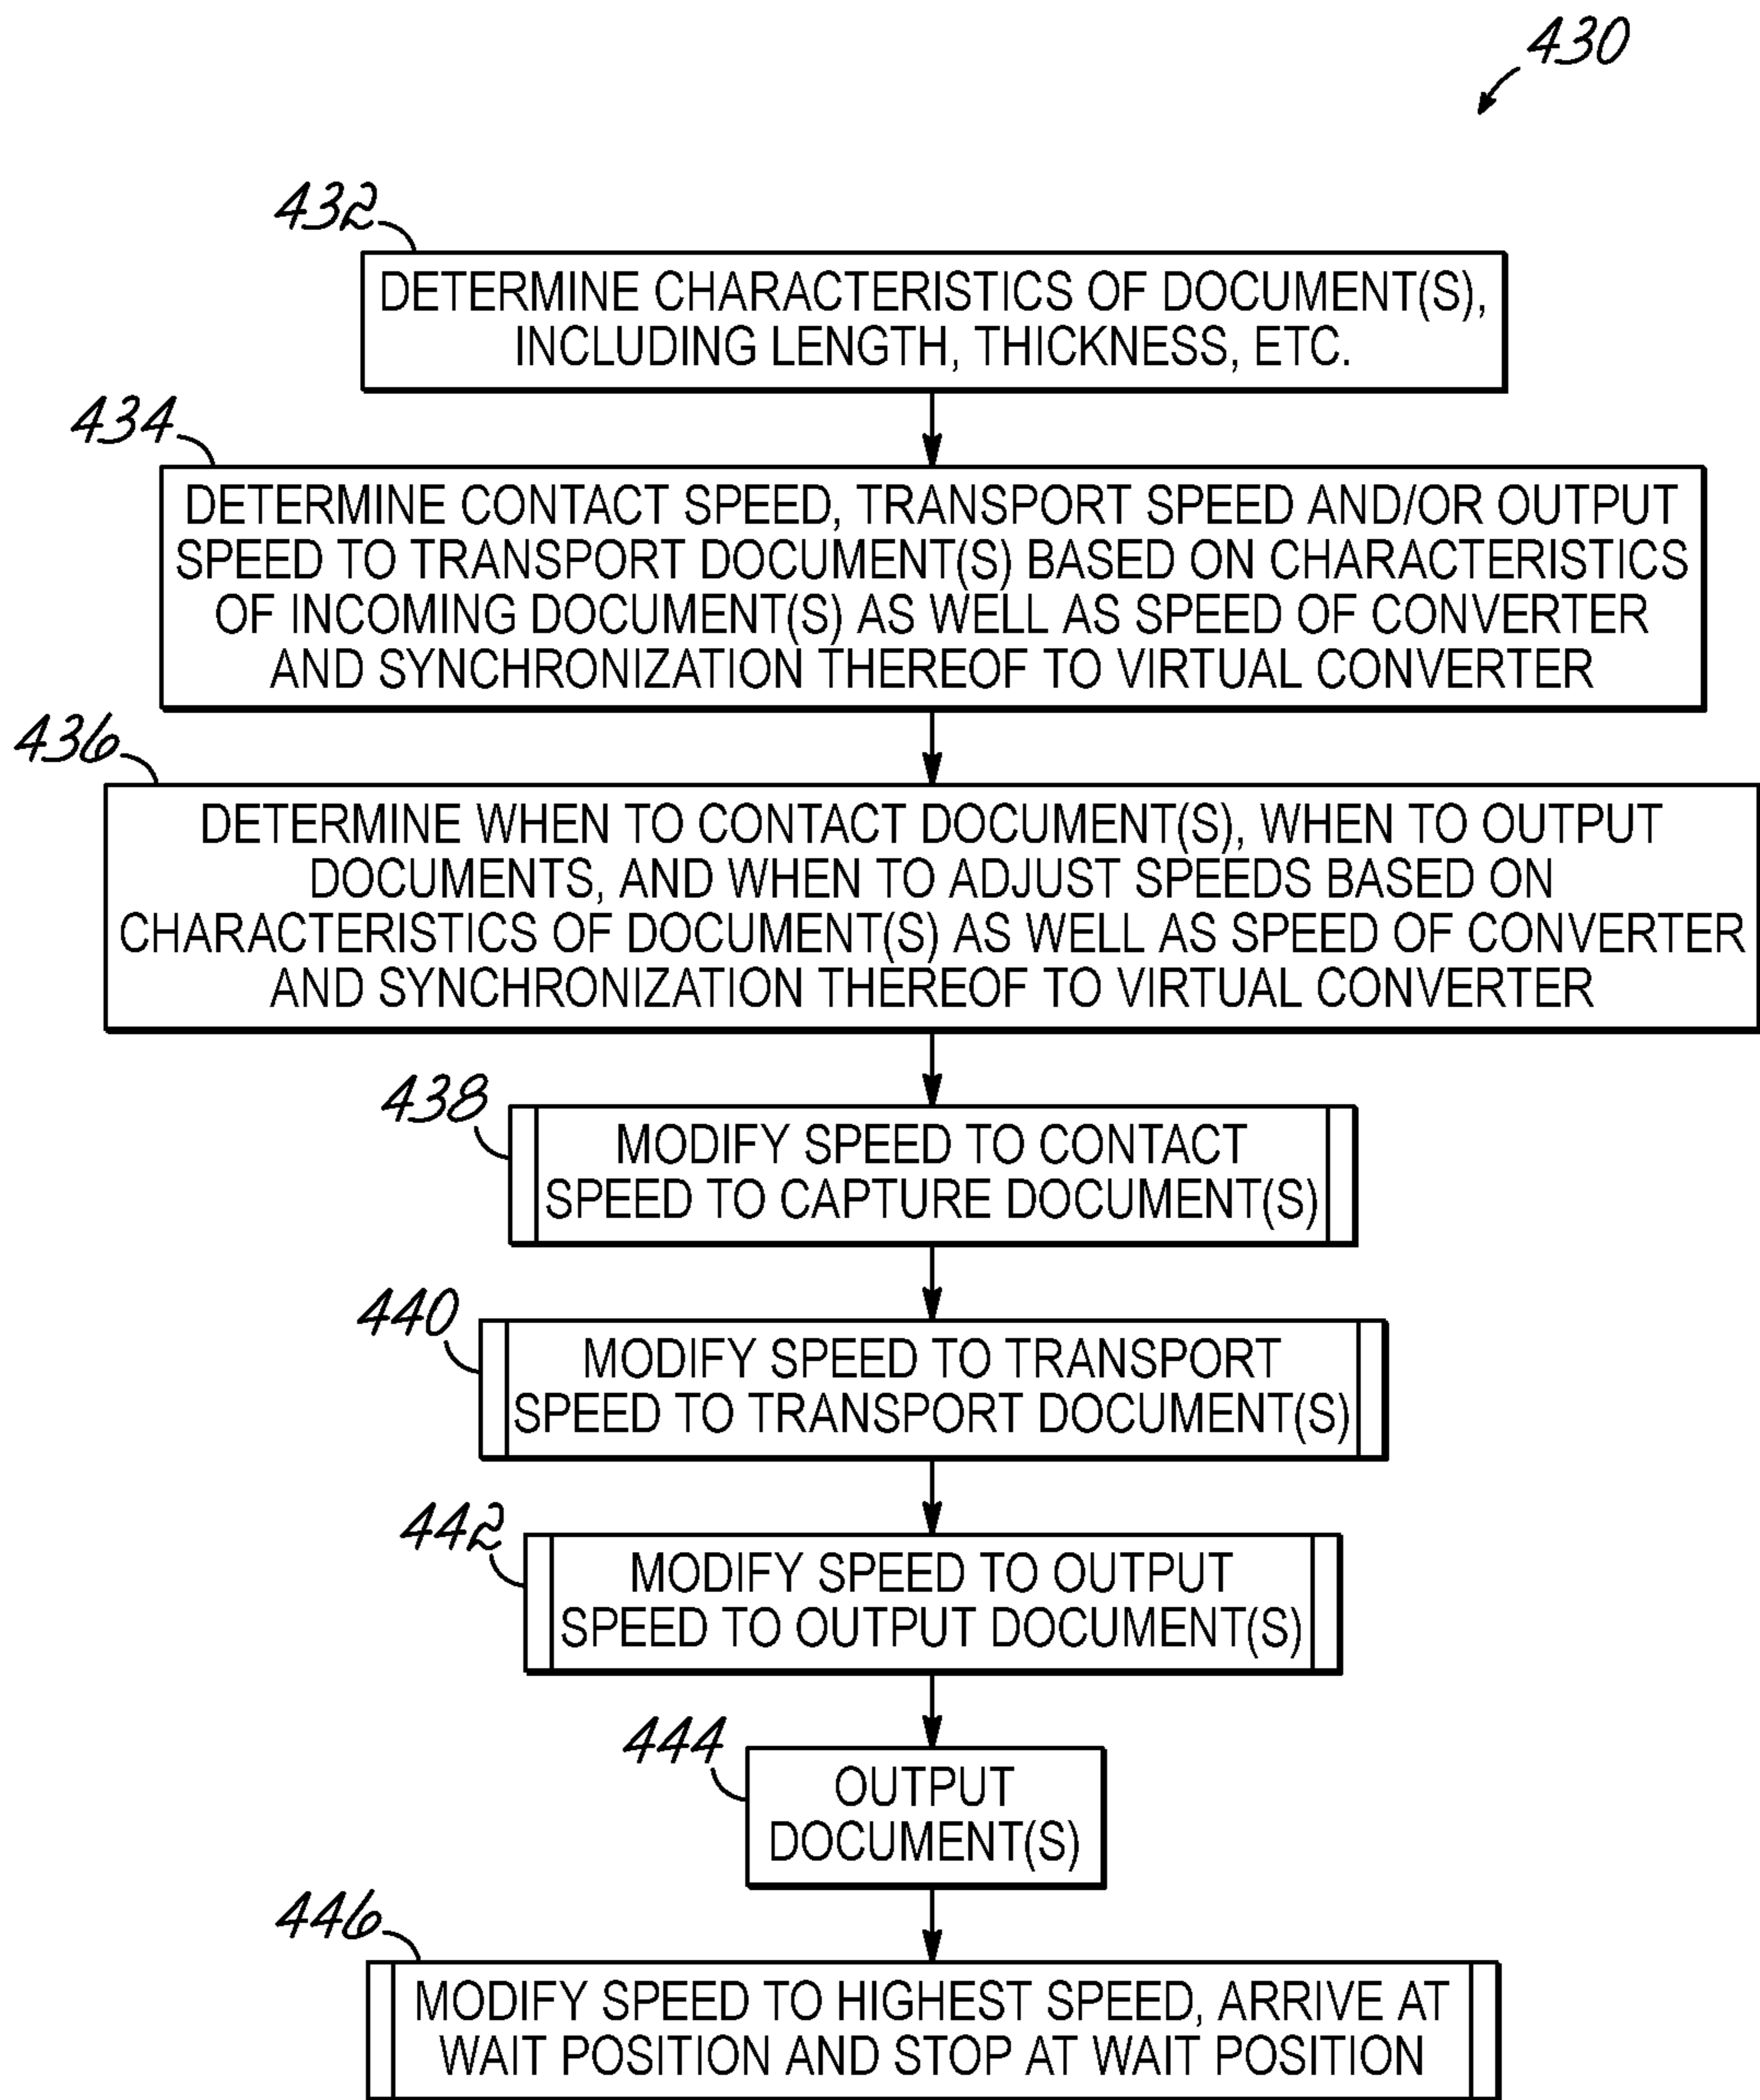 430
432
DETERMINE CHARACTERISTICS OF DOCUMENT(S),
INCLUDING LENGTH, THICKNESS, ETC.
434
DETERMINE CONTACT SPEED, TRANSPORT SPEED AND/OR OUTPUT
SPEED TO TRANSPORT DOCUMENT(S) BASED ON CHARACTERISTICS
OF INCOMING DOCUMENT(S) AS WELL AS SPEED OF CONVERTER
AND SYNCHRONIZATION THEREOF TO VIRTUAL CONVERTER
436
DETERMINE WHEN TO CONTACT DOCUMENT(S), WHEN TO OUTPUT
DOCUMENTS, AND WHEN TO ADJUST SPEEDS BASED ON
CHARACTERISTICS OF DOCUMENT(S) AS WELL AS SPEED OF CONVERTER
AND SYNCHRONIZATION THEREOF TO VIRTUAL CONVERTER
438
MODIFY SPEED TO CONTACT
SPEED TO CAPTURE DOCUMENT(S)
440
MODIFY SPEED TO TRANSPORT
SPEED TO TRANSPORT DOCUMENT(S)
442
MODIFY SPEED TO OUTPUT
SPEED TO OUTPUT DOCUMENT(S)
444
OUTPUT
DOCUMENT(S)
446
MODIFY SPEED TO HIGHEST SPEED, ARRIVE AT
WAIT POSITION AND STOP AT WAIT POSITION